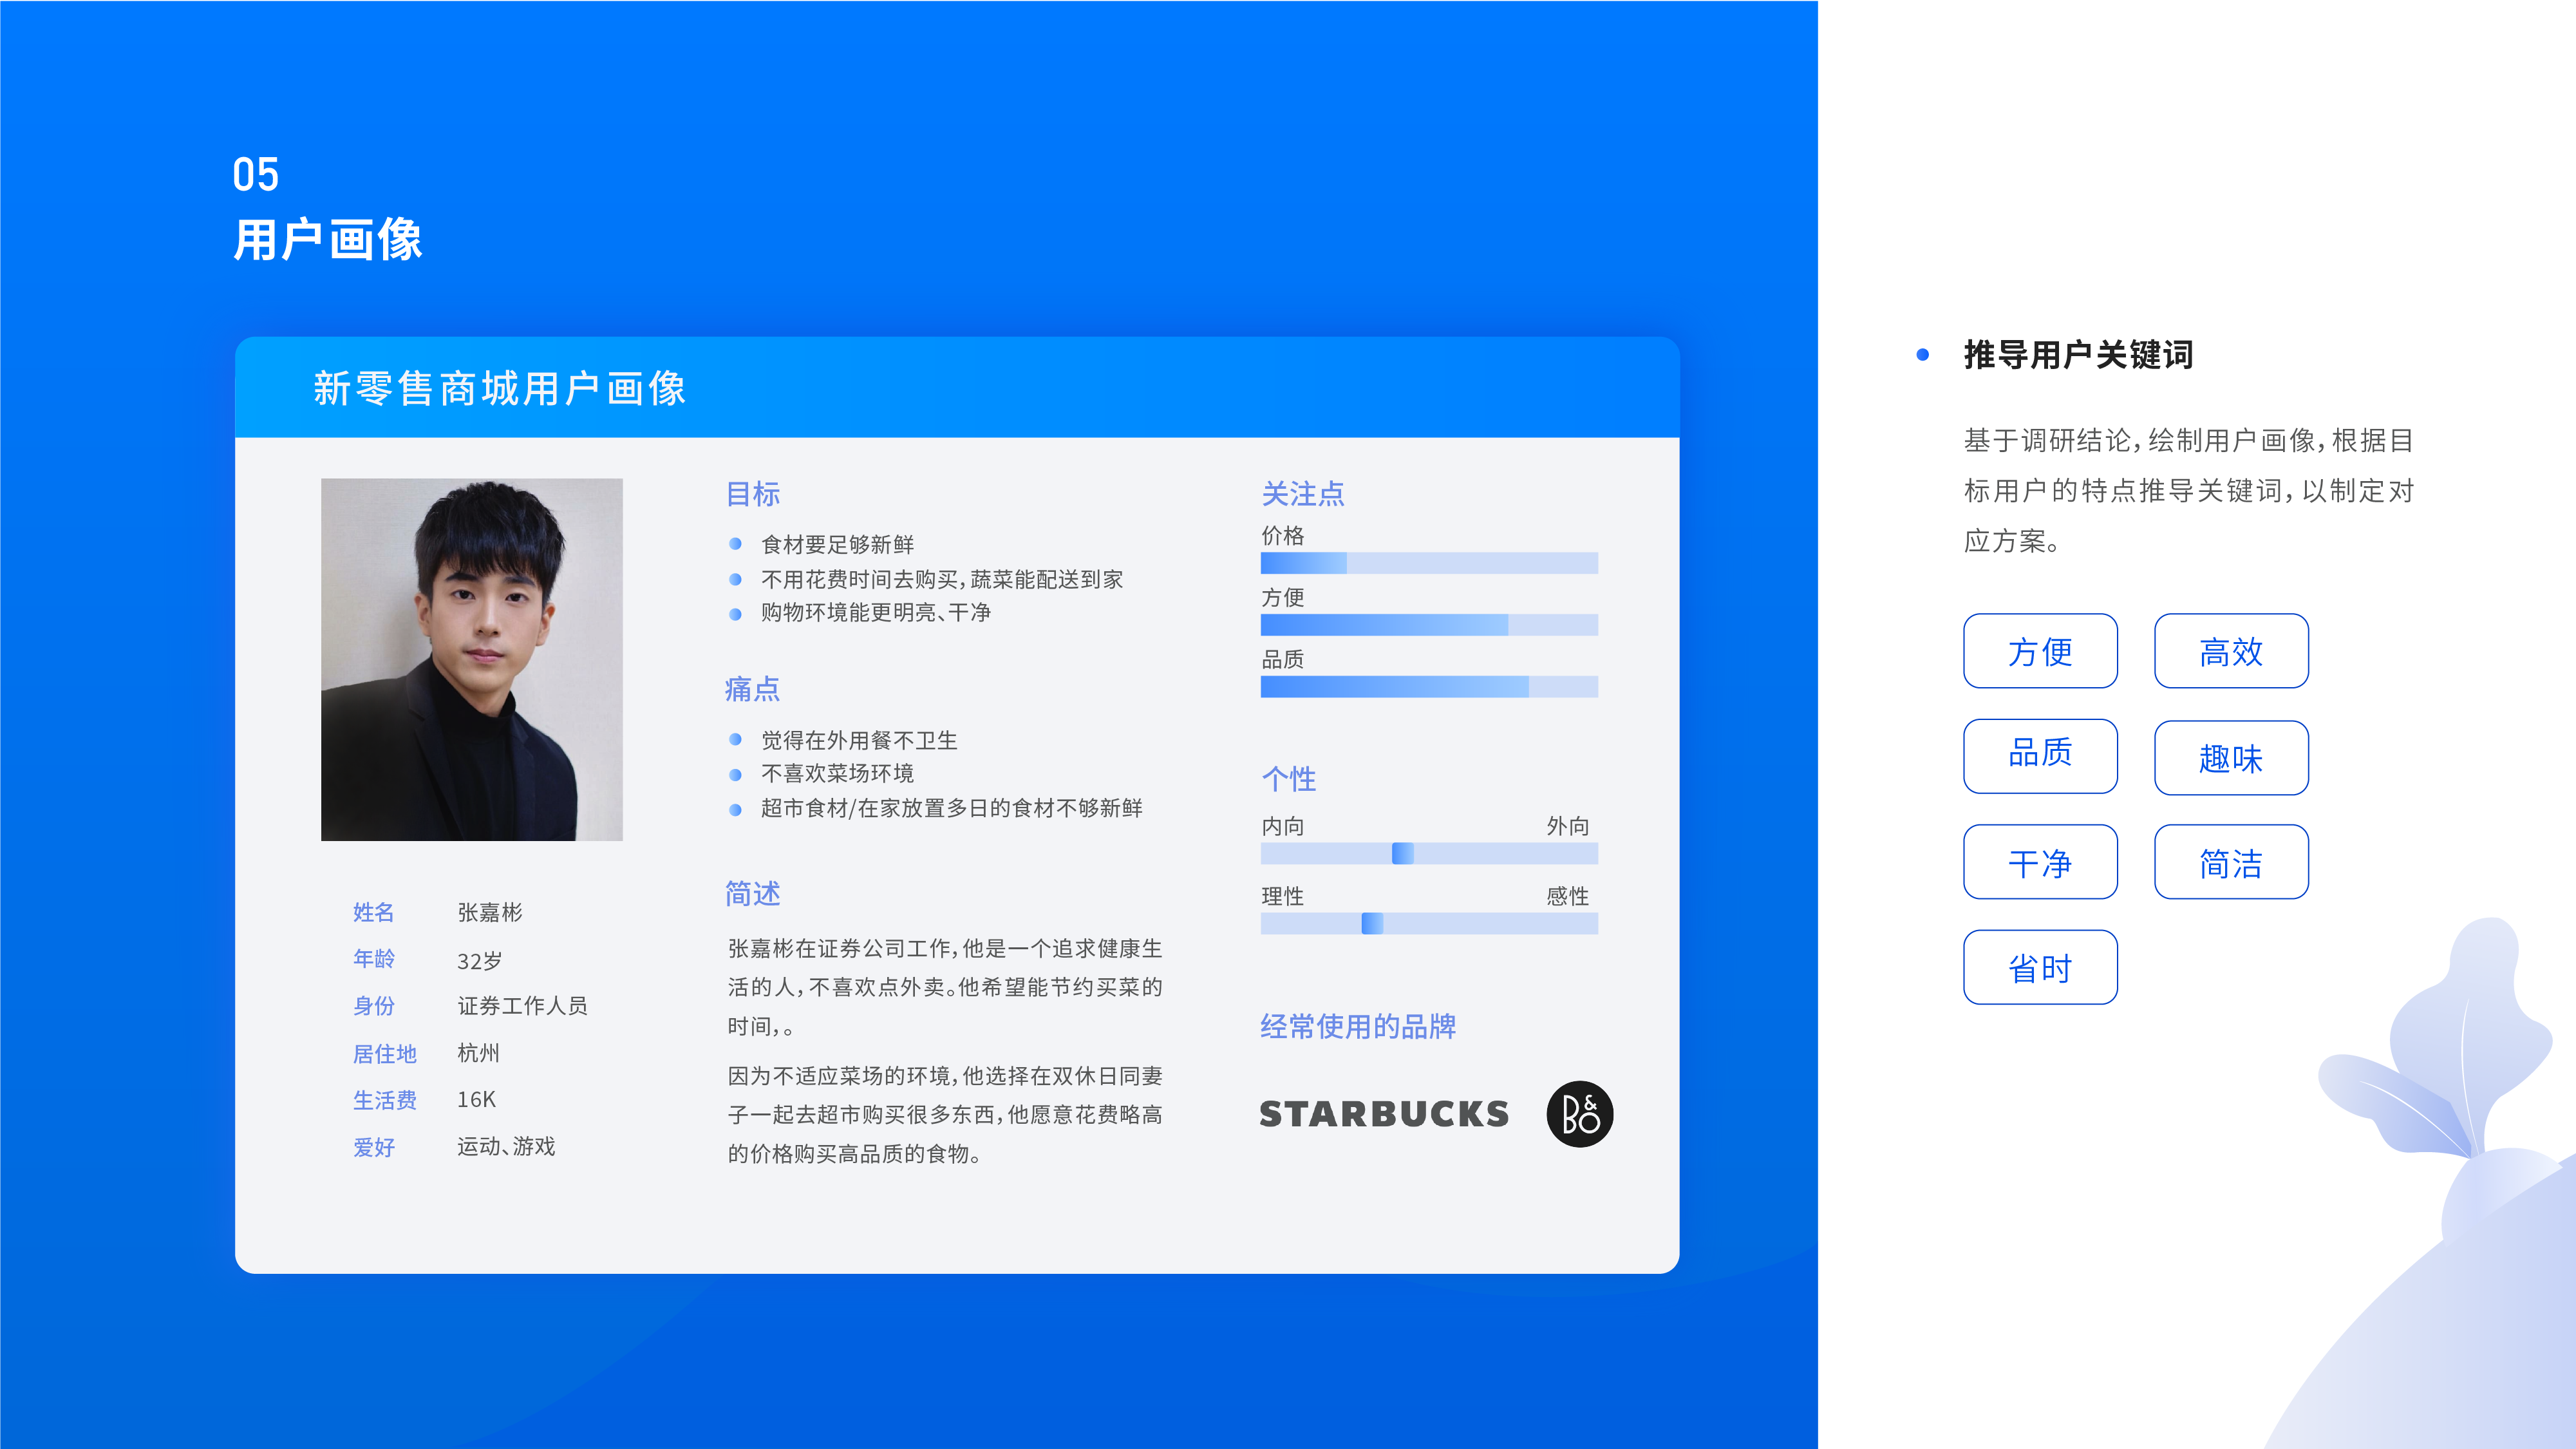 05
用户画像
新零售商城用户画像
姓名 张嘉彬
年龄 32岁
身份 证券工作人员
居住地 杭州
生活费 16K
爱好 运动、游戏
目标
食材要足够新鲜
不用花费时间去购买，蔬菜能配送到家
购物环境能更明亮、干净
痛点
觉得在外用餐不卫生
不喜欢菜场环境
超市食材/在家放置多日的食材不够新鲜
简述
张嘉彬在证券公司工作，他是一个追求健康生
活的人，不喜欢点外卖。他希望能节约买菜的
时间，。
因为不适应菜场的环境，他选择在双休日同妻
子一起去超市购买很多东西，他愿意花费略高
的价格购买高品质的食物。
关注点
价格
方便
品质
个性
内向 外向
理性 感性
经常使用的品牌
STARBUCKS B&O
推导用户关键词
基于调研结论，绘制用户画像，根据目
标用户的特点推导关键词，以制定对
应方案。
方便 高效
品质 趣味
干净 简洁
省时